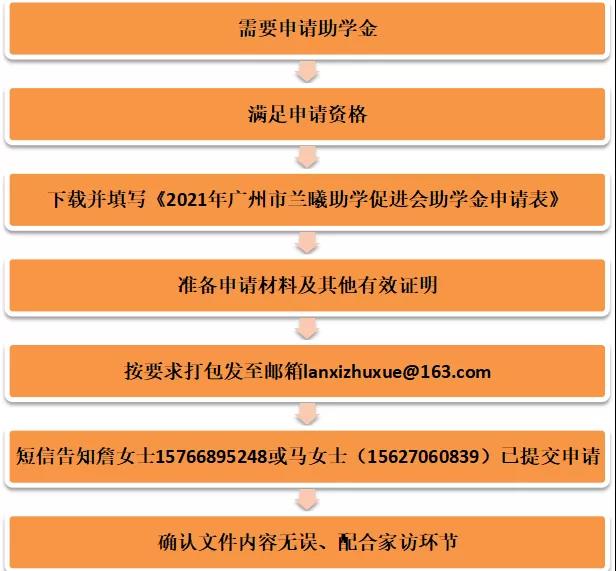 需要申请助学金
满足申请资格
下载并填写《2021年广州市兰曦助学促进会助学金申请表》
准备申请材料及其他有效证明
按要求打包发至邮箱lanxizhuxue@163.com
短信告知詹女士15766895248或马女士（15627060839）已提交申请
确认文件内容无误、配合家访环节